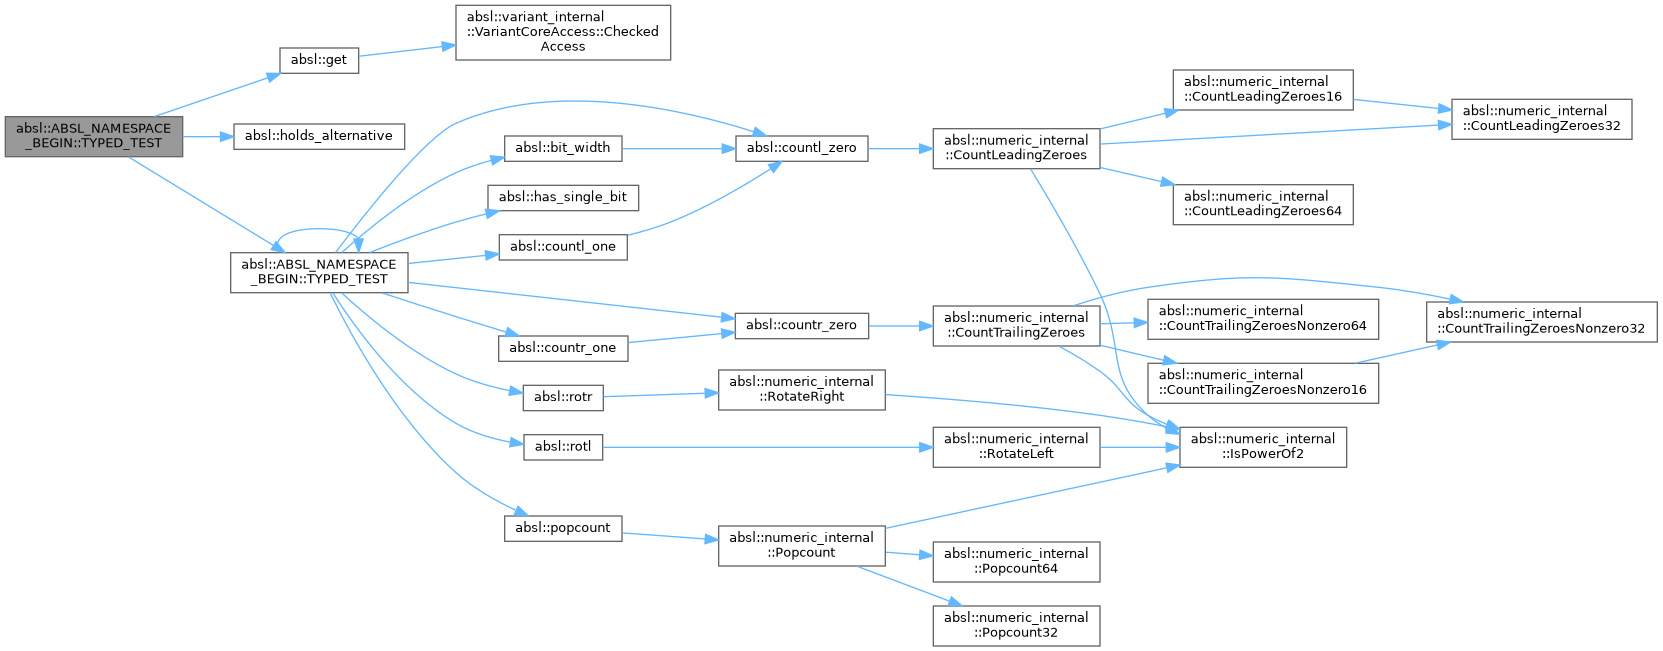 absl::variant_internal
::VariantCoreAccess::Checked
Access
absl::get
absl::ABSL_NAMESPACE
_BEGIN::TYPED_TEST
absl::holds_alternative
absl::ABSL_NAMESPACE
_BEGIN::TYPED_TEST
absl::bit_width
absl::has_single_bit
absl::countl_one
absl::countr_one
absl::rotr
absl::rotl
absl::popcount
absl::countl_zero
absl::countr_zero
absl::numeric_internal
::RotateRight
absl::numeric_internal
::Popcount
absl::numeric_internal
::CountLeadingZeroes
absl::numeric_internal
::CountTrailingZeroes
absl::numeric_internal
::RotateLeft
absl::numeric_internal
::Popcount64
absl::numeric_internal
::Popcount32
absl::numeric_internal
::CountLeadingZeroes16
absl::numeric_internal
::CountLeadingZeroes64
absl::numeric_internal
::CountTrailingZeroesNonzero64
absl::numeric_internal
::CountTrailingZeroesNonzero16
absl::numeric_internal
::IsPowerOf2
absl::numeric_internal
::CountLeadingZeroes32
absl::numeric_internal
::CountTrailingZeroesNonzero32